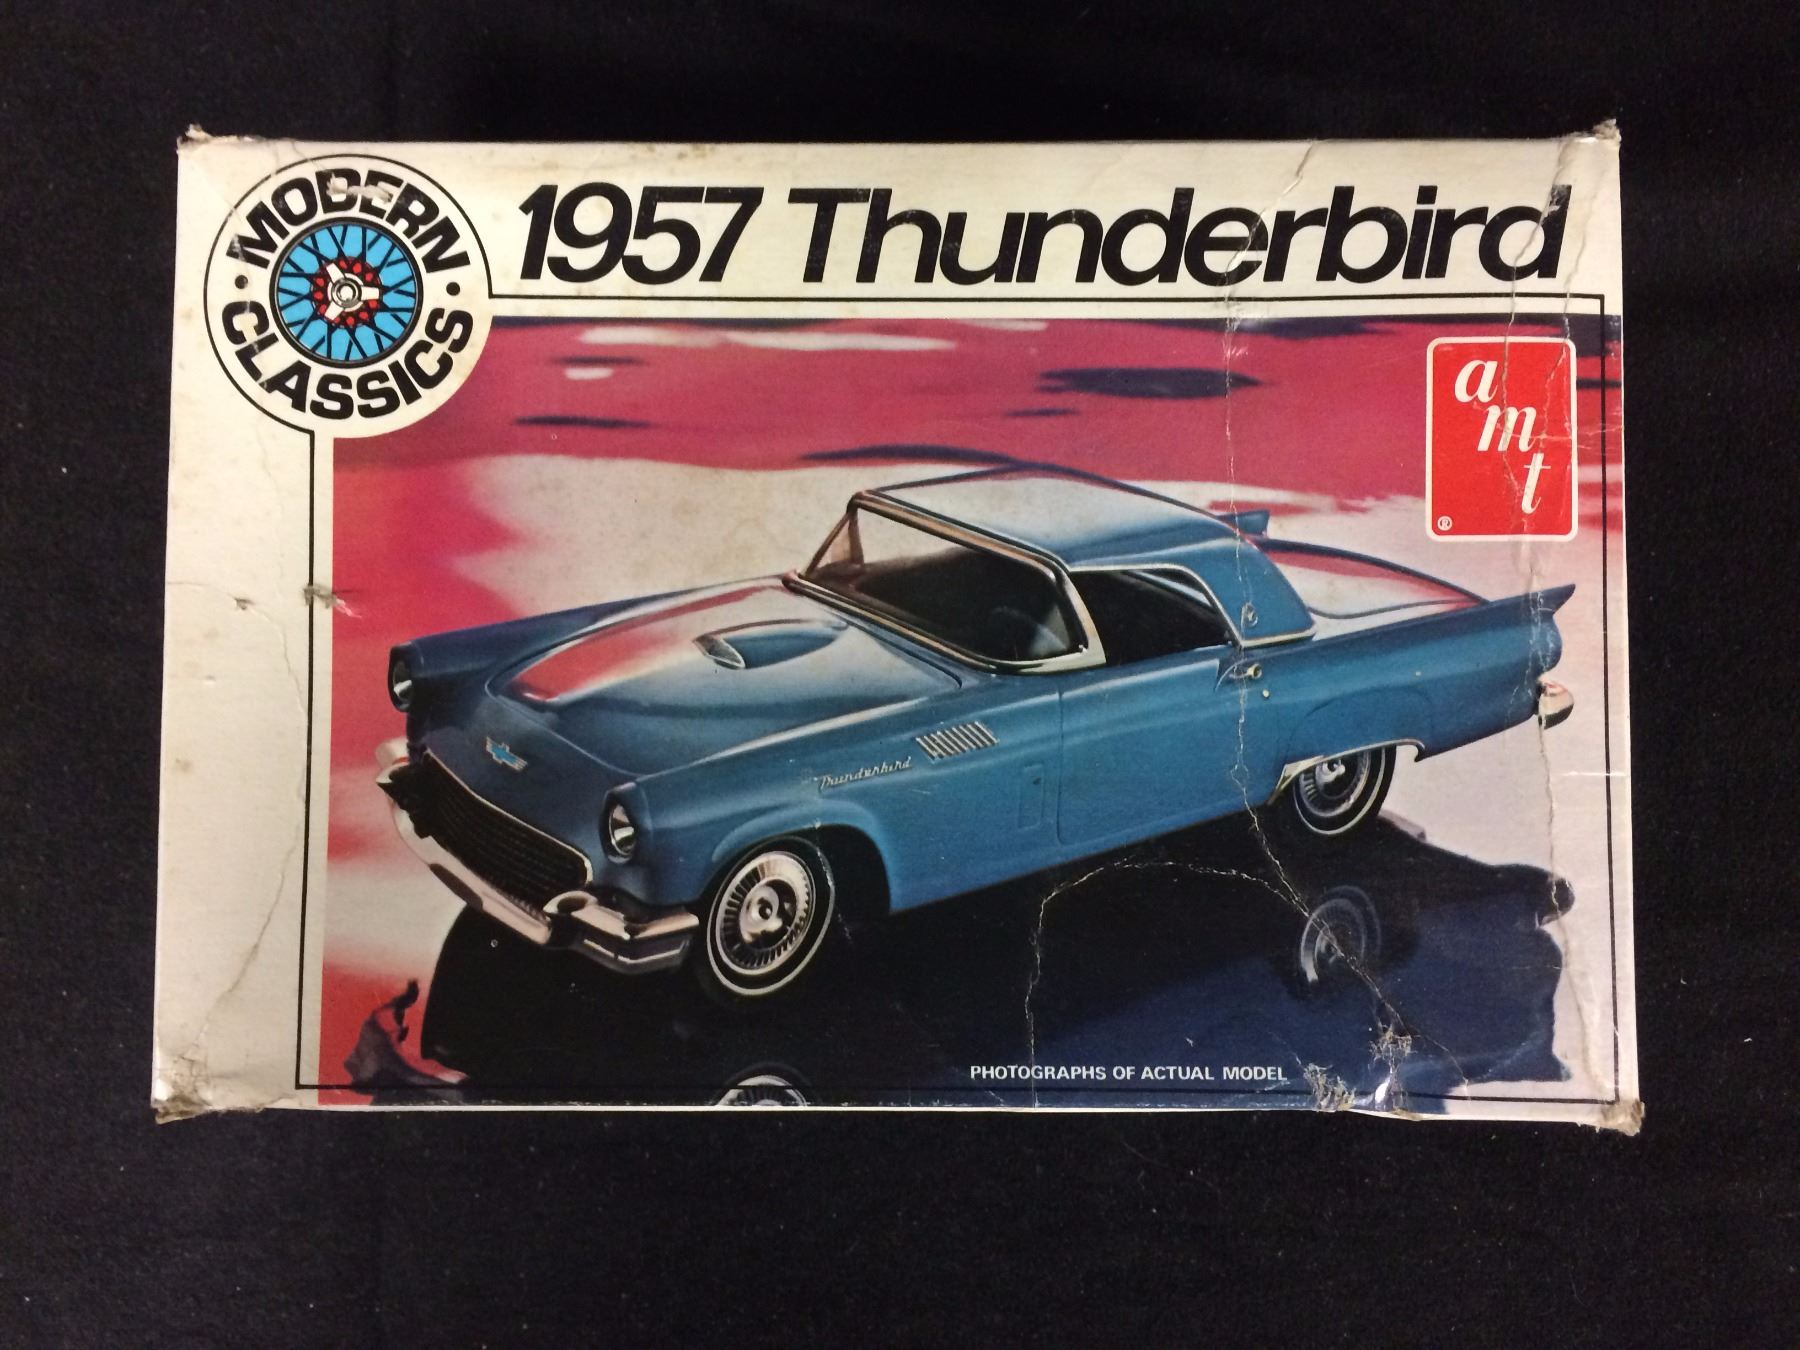 MODERN
CLASSICS
1957 Thunderbird
amt
®
Thunderbird
PHOTOGRAPHS OF ACTUAL MODEL